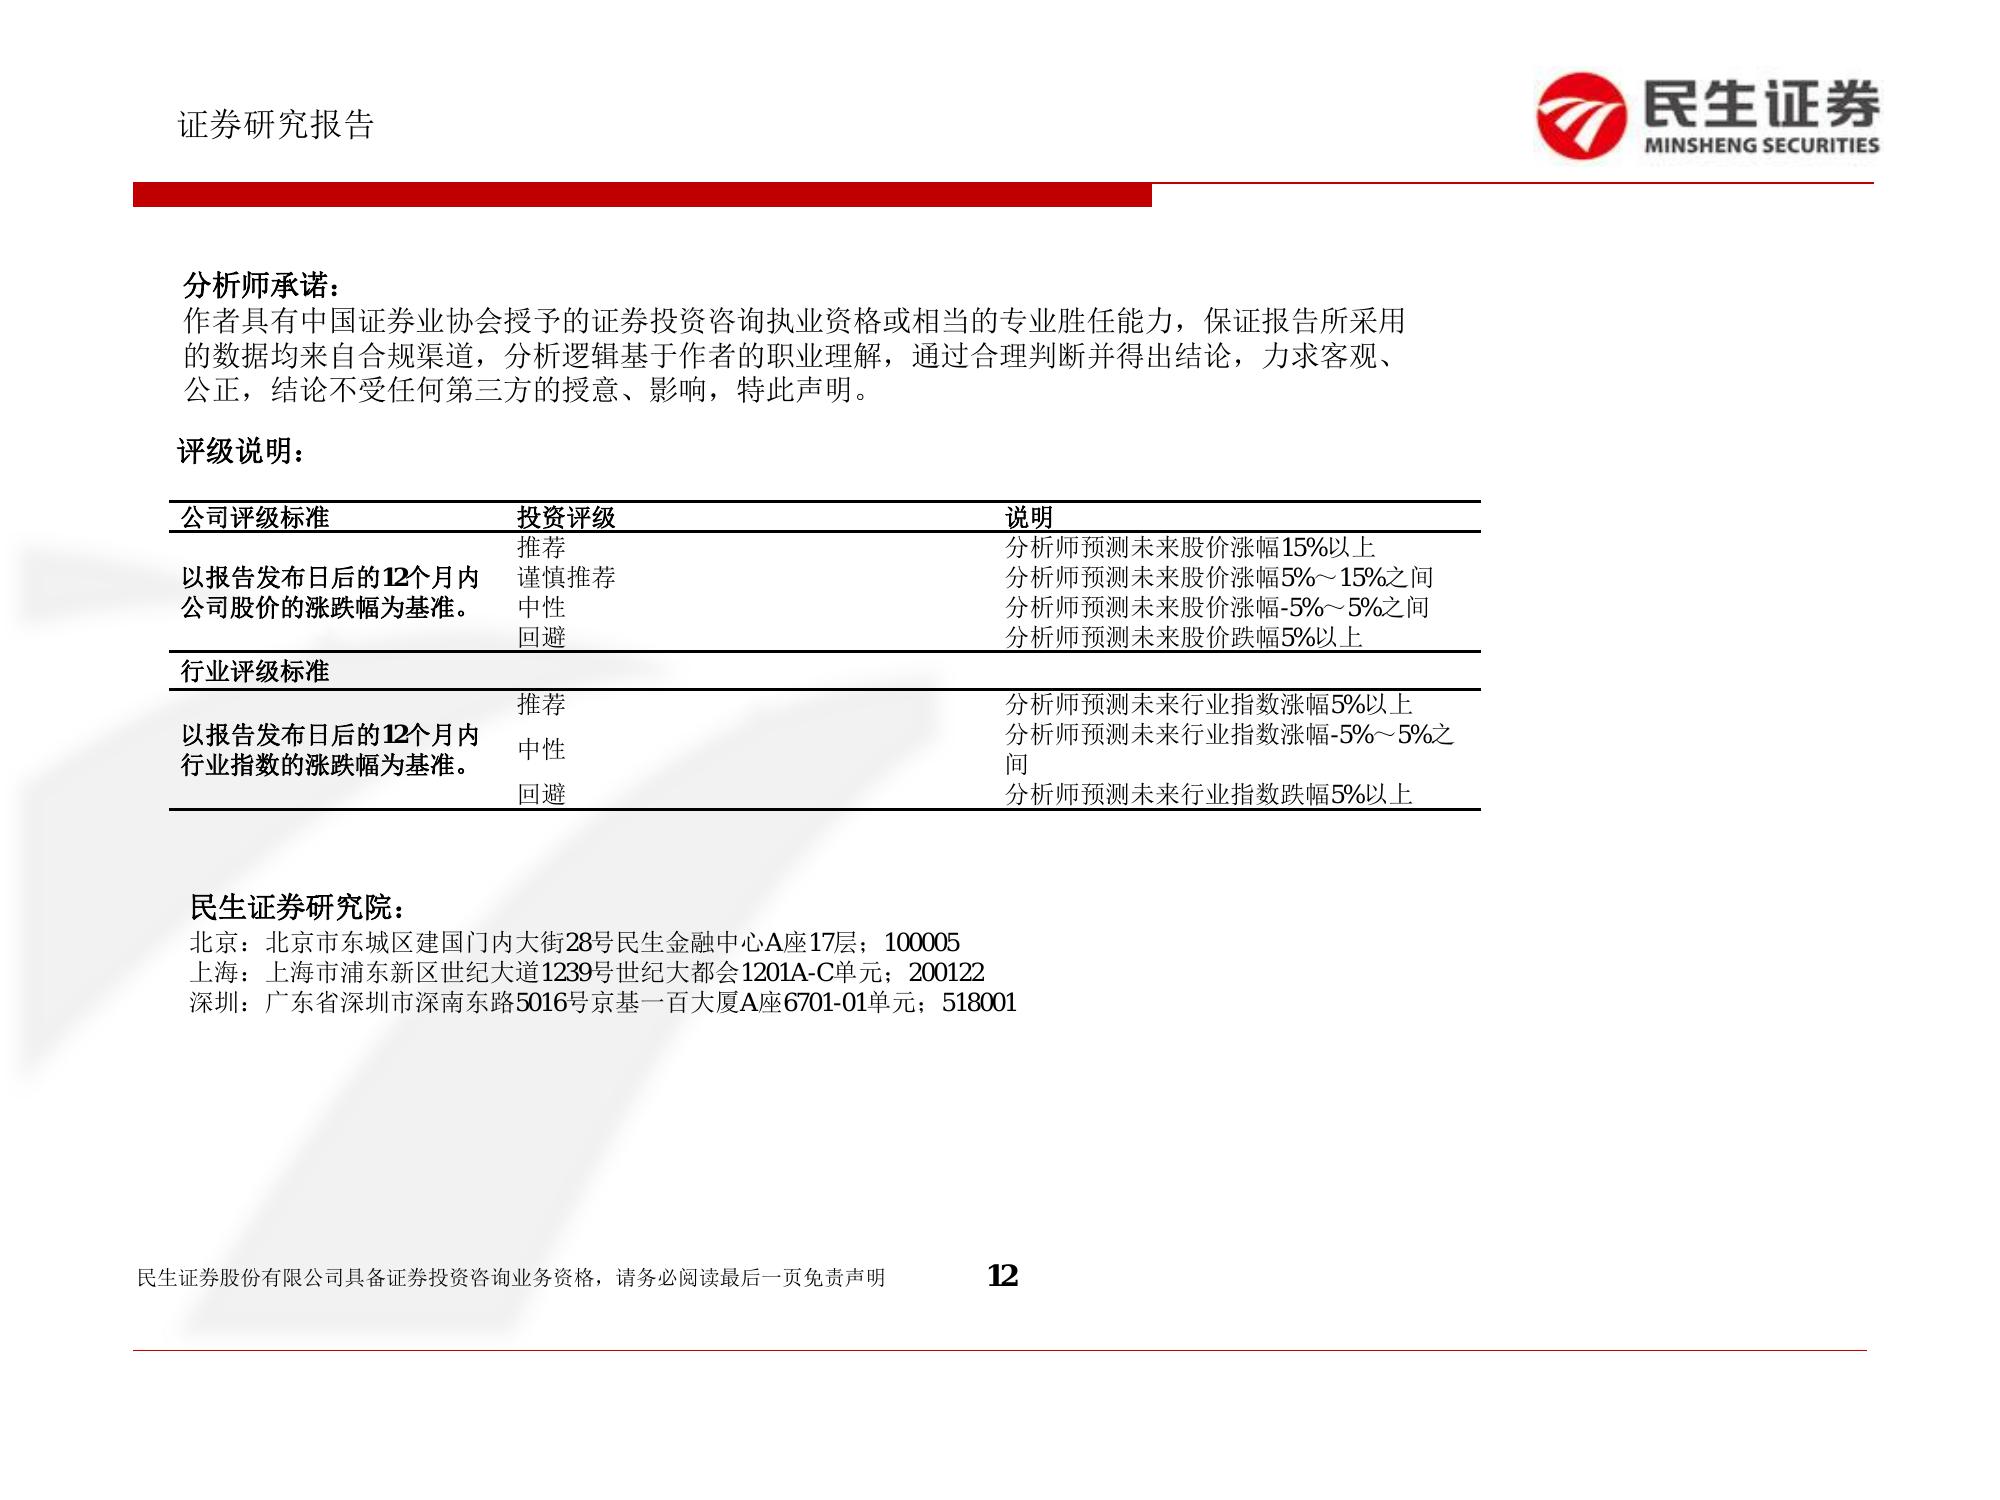 证券研究报告
民生证券
MINSHENG SECURITIES
分析师承诺：
作者具有中国证券业协会授予的证券投资咨询执业资格或相当的专业胜任能力，保证报告所采用
的数据均来自合规渠道，分析逻辑基于作者的职业理解，通过合理判断并得出结论，力求客观、
公正，结论不受任何第三方的授意、影响，特此声明。
评级说明：
公司评级标准 投资评级 说明
以报告发布日后的12个月内
公司股价的涨跌幅为基准。
推荐 分析师预测未来股价涨幅15%以上
谨慎推荐 分析师预测未来股价涨幅5%～15%之间
中性 分析师预测未来股价涨幅-5%～5%之间
回避 分析师预测未来股价跌幅5%以上
行业评级标准
以报告发布日后的12个月内
行业指数的涨跌幅为基准。
推荐 分析师预测未来行业指数涨幅5%以上
中性 分析师预测未来行业指数涨幅-5%～5%之
间
回避 分析师预测未来行业指数跌幅5%以上
民生证券研究院：
北京：北京市东城区建国门内大街28号民生金融中心A座17层；100005
上海：上海市浦东新区世纪大道1239号世纪大都会1201A-C单元；200122
深圳：广东省深圳市深南东路5016号京基一百大厦A座6701-01单元；518001
民生证券股份有限公司具备证券投资咨询业务资格，请务必阅读最后一页免责声明 12